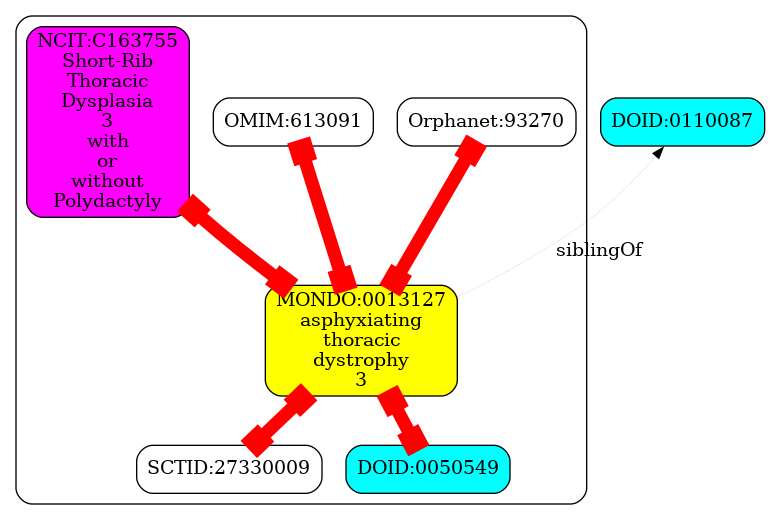 NCIT:C163755
Short-Rib
Thoracic
Dysplasia
3
with
or
without
Polydactyly
OMIM:613091
Orphanet:93270
DOID:0110087
siblingOf
MONDO:0013127
asphyxiating
thoracic
dystrophy
3
SCTID:27330009
DOID:0050549